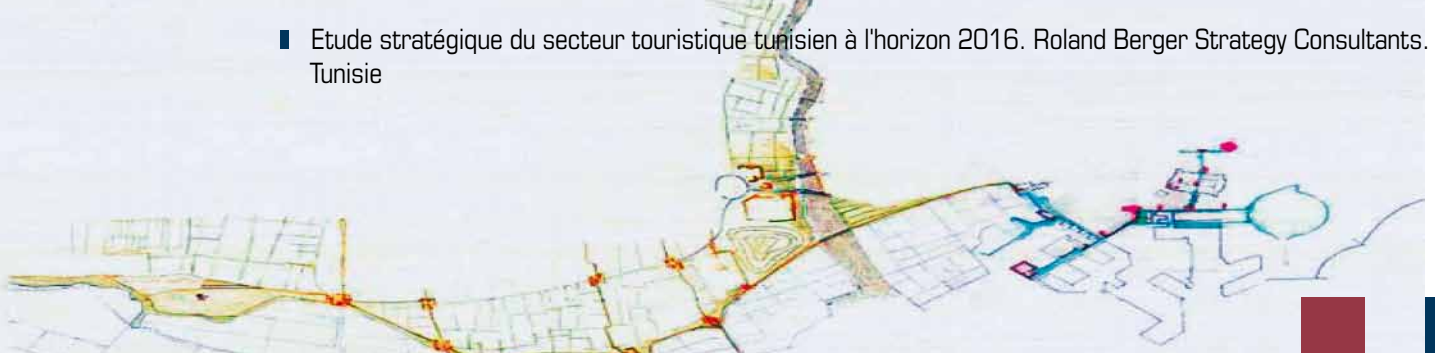 Etude stratégique du secteur touristique tunisien à l'horizon 2016. Roland Berger Strategy Consultants.
Tunisie